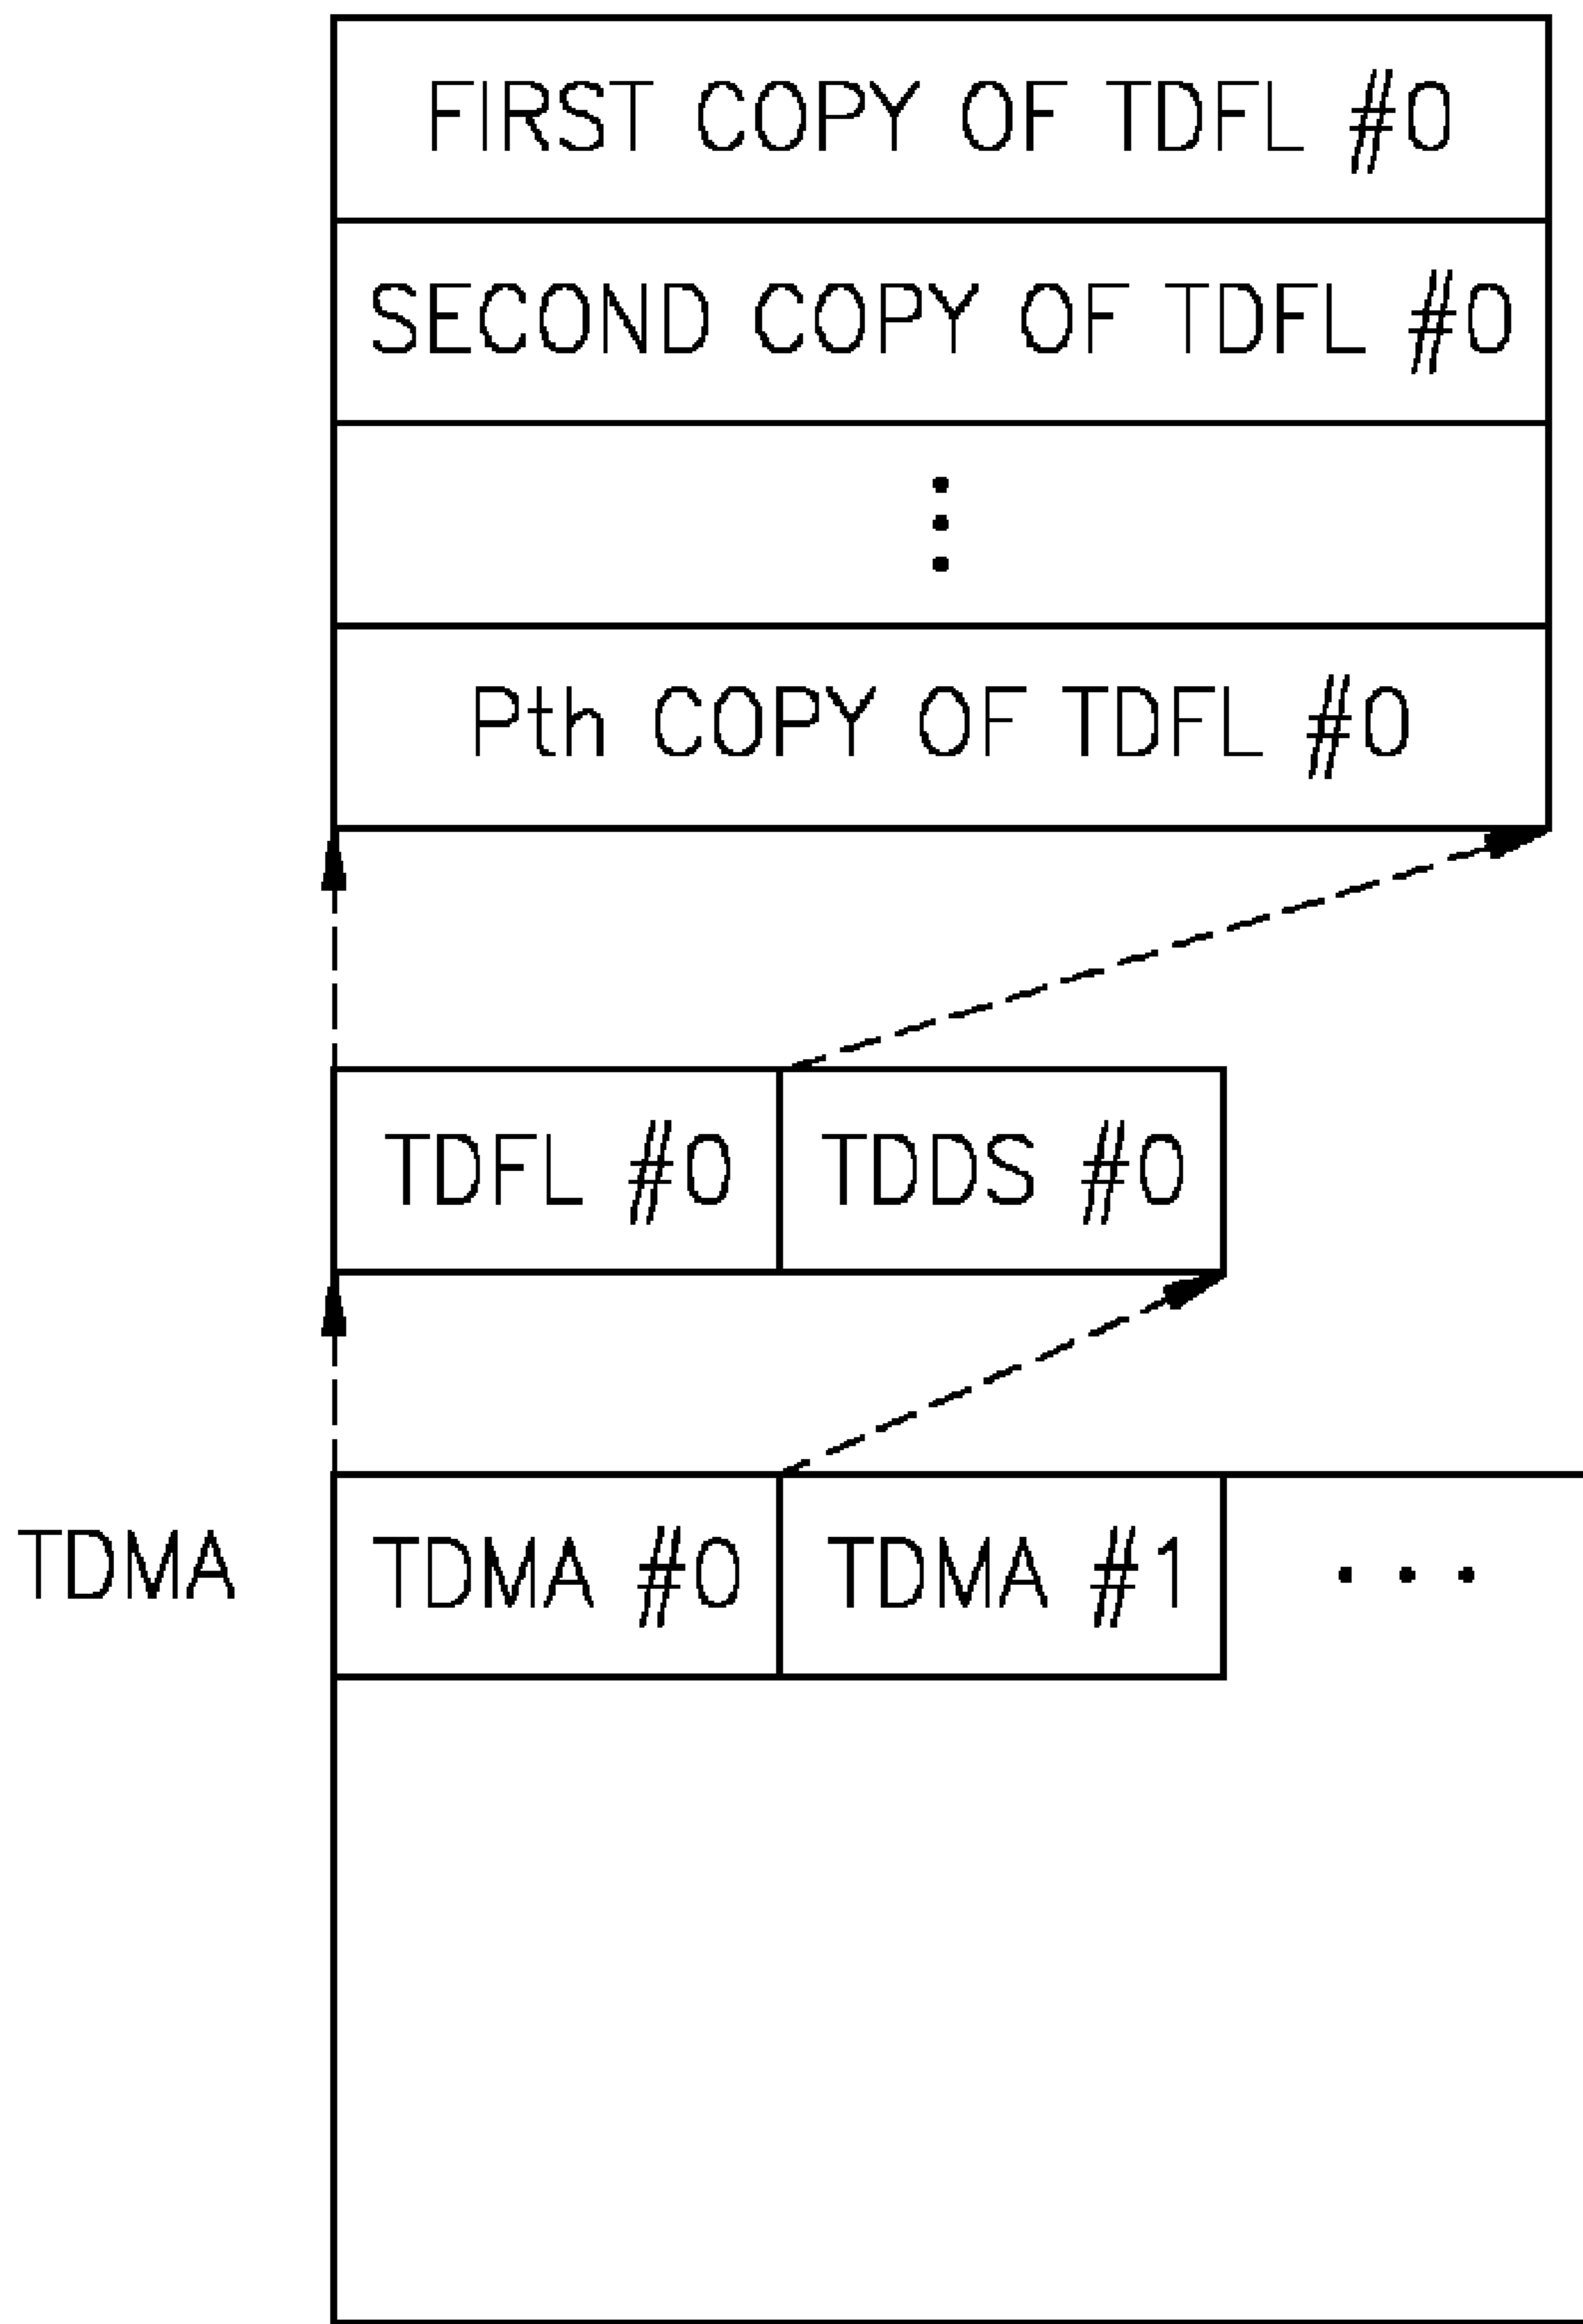 FIRST COPY OF TDFL #0
SECOND COPY OF TDFL #0
⋮
Pth COPY OF TDFL #0
TDFL #0 TDDS #0
TDMA TDMA #0 TDMA #1 ...